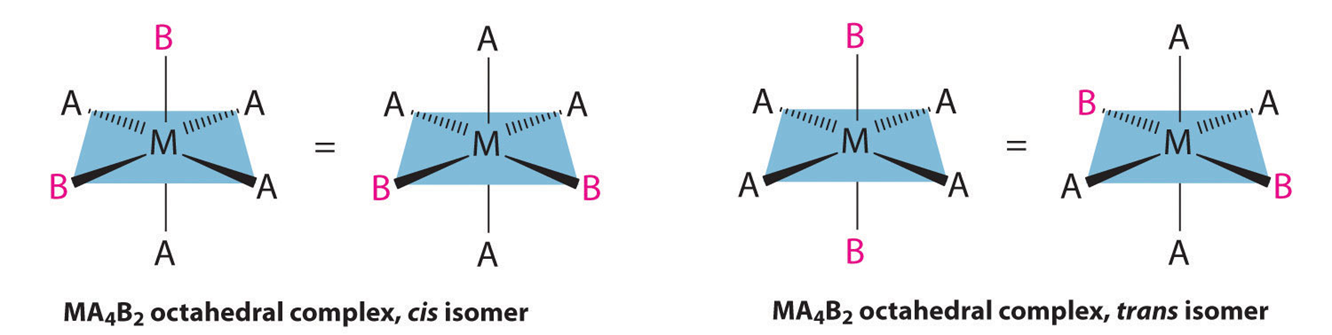 B A B A
A A A A B A
M = M M = M
B A B B A A A B
A A B A
MA₄B₂ octahedral complex, cis isomer
MA₄B₂ octahedral complex, trans isomer